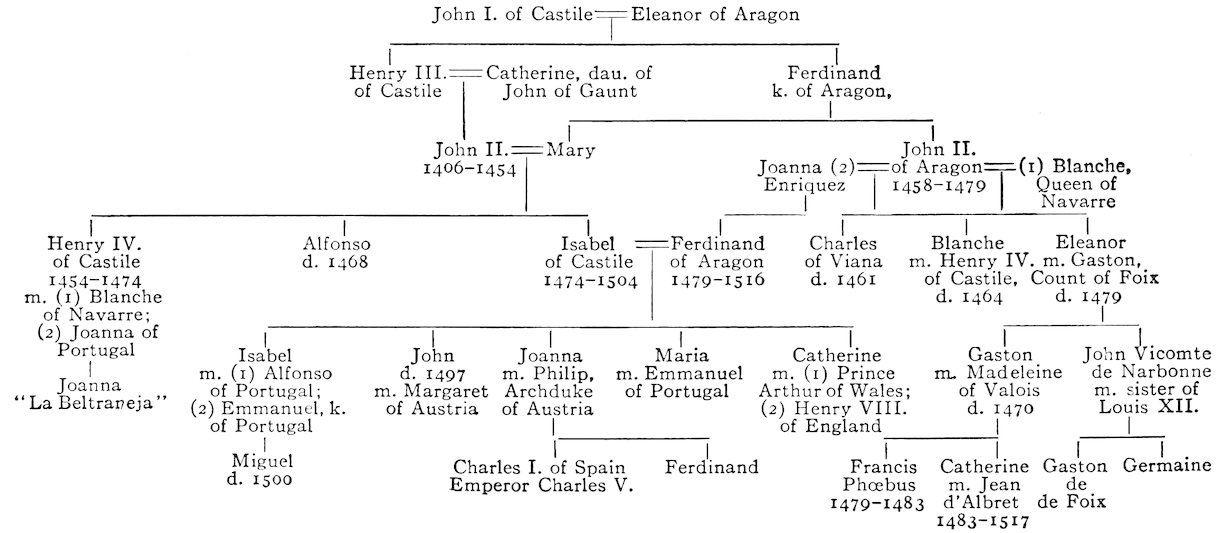 John I. of Castile══Eleanor of Aragon
Henry III.══Catherine, dau. of
of Castile John of Gaunt
Ferdinand
k. of Aragon,
John II.══Mary
1406–1454
Joanna (2)══
Enriquez
John II.
of Aragon══
1458–1479
(1) Blanche,
Queen of
Navarre
Henry IV.
of Castile
1454–1474
m. (1) Blanche
of Navarre;
(2) Joanna of
Portugal
Alfonso
d. 1468
Isabel
of Castile
1474–1504
══Ferdinand
of Aragon
1479–1516
Charles
of Viana
d. 1461
Blanche
m. Henry IV.
of Castile,
d. 1464
Eleanor
m. Gaston,
Count of Foix
d. 1479
Joanna
"La Beltraneja"
Isabel
m. (1) Alfonso
of Portugal;
(2) Emmanuel, k.
of Portugal
John
d. 1497
m. Margaret
of Austria
Joanna
m. Philip,
Archduke
of Austria
Maria
m. Emmanuel
of Portugal
Catherine
m. (1) Prince
Arthur of Wales;
(2) Henry VIII.
of England
Gaston
m. Madeleine
of Valois
d. 1470
John Vicomte
de Narbonne
m. sister of
Louis XII.
Miguel
d. 1500
Charles I. of Spain
Emperor Charles V.
Ferdinand
Francis
Phœbus
1479–1483
Catherine
m. Jean
d'Albret
1483–1517
Gaston
de
de Foix
Germaine